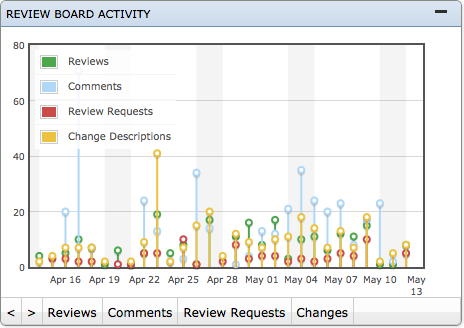 REVIEW BOARD ACTIVITY
80
60
40
20
0
Reviews
Comments
Review Requests
Change Descriptions
Apr 16 Apr 19 Apr 22 Apr 25 Apr 28 May 01 May 04 May 07 May 10 May 13
< > Reviews Comments Review Requests Changes